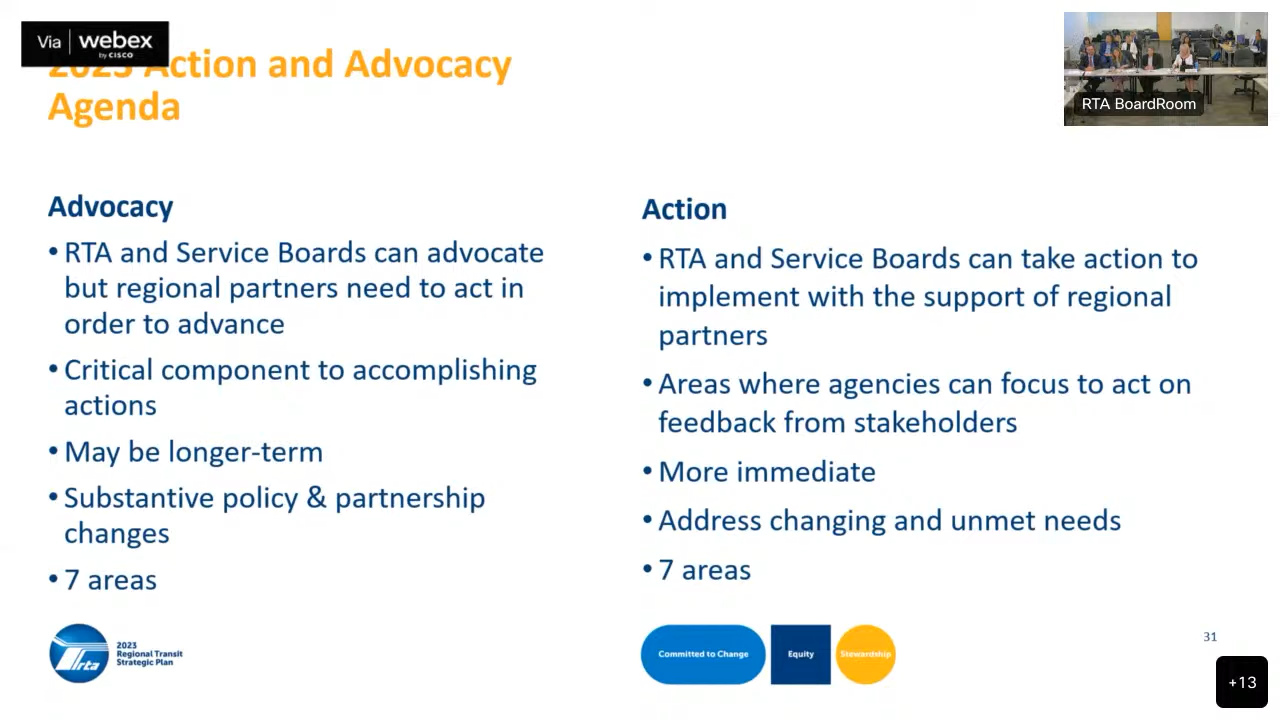 Via webex
by CISCO
2023 Action and Advocacy
Agenda
RTA BoardRoom
Advocacy
• RTA and Service Boards can advocate
but regional partners need to act in
order to advance
• Critical component to accomplishing
actions
• May be longer-term
• Substantive policy & partnership
changes
• 7 areas
Action
• RTA and Service Boards can take action to
implement with the support of regional
partners
• Areas where agencies can focus to act on
feedback from stakeholders
• More immediate
• Address changing and unmet needs
• 7 areas
rta
2023
Regional Transit
Strategic Plan
Committed to Change
Equity
Stewardship
31
+13